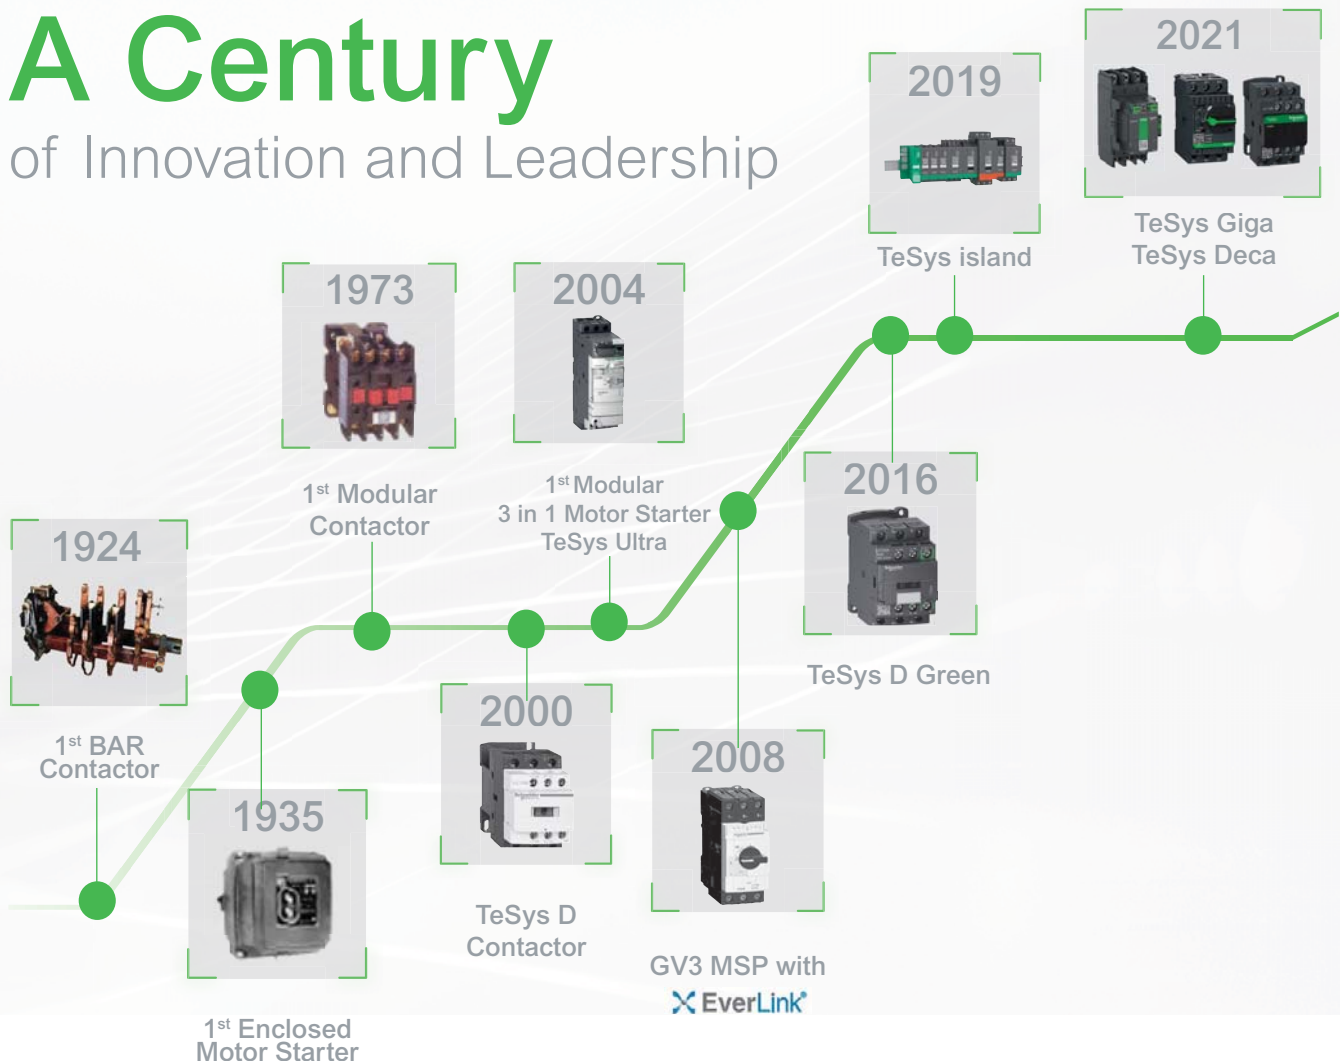 A Century
of Innovation and Leadership
1924
1st BAR
Contactor
1935
1st Enclosed
Motor Starter
1973
1st Modular
Contactor
2000
TeSys D
Contactor
2004
1st Modular
3 in 1 Motor Starter
TeSys Ultra
2008
GV3 MSP with
EverLink®
2016
TeSys D Green
2019
TeSys island
2021
TeSys Giga
TeSys Deca